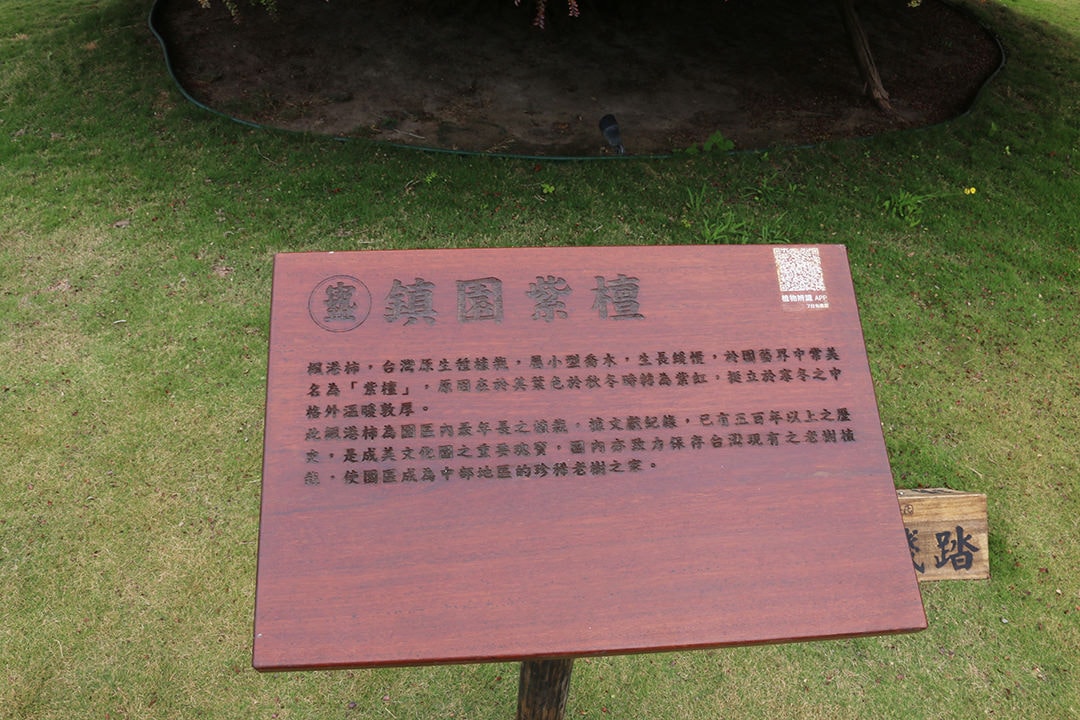 鎮園紫檀
植物辨識 APP
楓港柿，台灣原生種樣栽，屬小型喬木，生長緩慢，於園藝界中常美
名為「紫檀」，原因在於其葉色於秋冬時轉為紫紅，挺立於寒冬之中
格外溫暖敦厚。
此楓港柿為園區內最年長之樣栽。據文獻紀錄，已有五百年以上之歷
史，是成美文化園之重要瑰寶。園內亦致力保存台灣現有之老樹植
栽，使園區成為中部地區的珍稀老樹之家。
踏